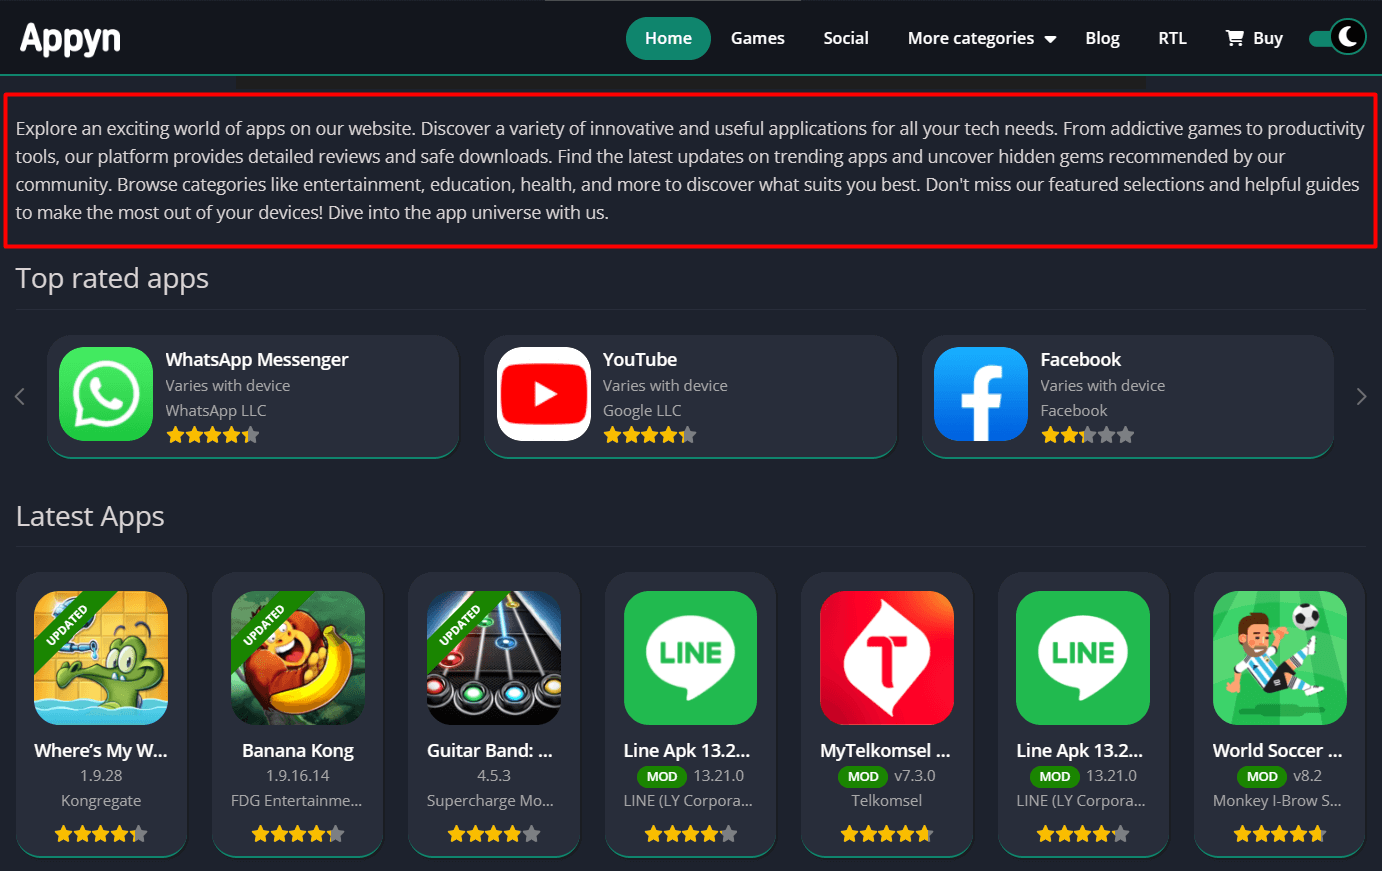 Appyn
Home Games Social More categories Blog RTL Buy
Explore an exciting world of apps on our website. Discover a variety of innovative and useful applications for all your tech needs. From addictive games to productivity
tools, our platform provides detailed reviews and safe downloads. Find the latest updates on trending apps and uncover hidden gems recommended by our
community. Browse categories like entertainment, education, health, and more to discover what suits you best. Don't miss our featured selections and helpful guides
to make the most out of your devices! Dive into the app universe with us.
Top rated apps
WhatsApp Messenger
Varies with device
WhatsApp LLC
YouTube
Varies with device
Google LLC
Facebook
Varies with device
Facebook
Latest Apps
UPDATED
Where’s My W...
1.9.28
Kongregate
UPDATED
Banana Kong
1.9.16.14
FDG Entertainme...
UPDATED
Guitar Band: ...
4.5.3
Supercharge Mo...
LINE
Line Apk 13.2...
MOD 13.21.0
LINE (LY Corpora...
MyTelkomsel ...
MOD v7.3.0
Telkomsel
LINE
Line Apk 13.2...
MOD 13.21.0
LINE (LY Corpora...
World Soccer ...
MOD v8.2
Monkey I-Brow S...